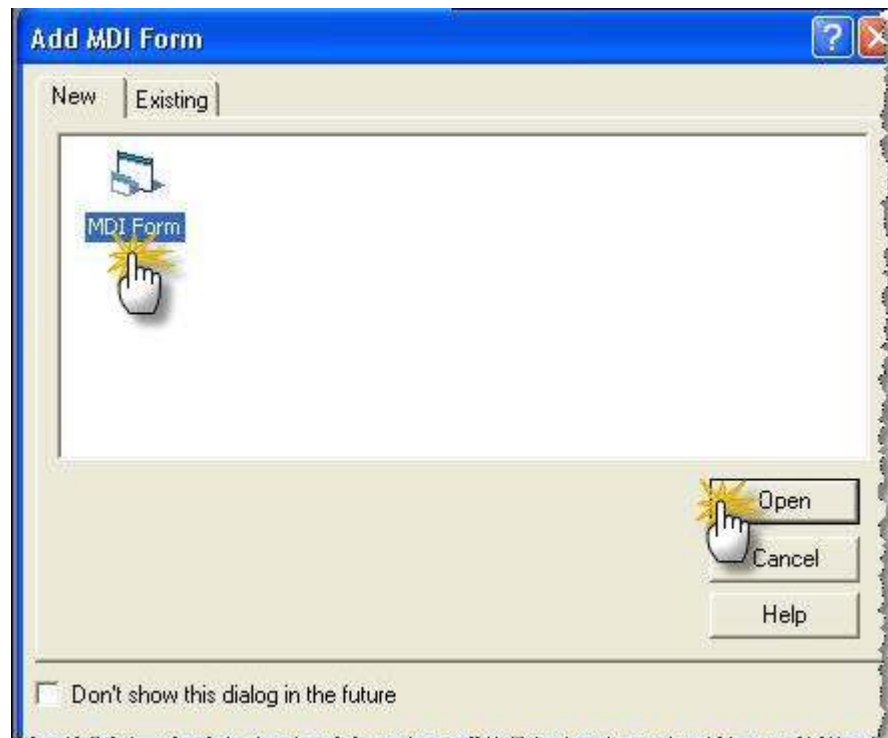 Add MDI Form
New
Existing
MDI Form
Open
Cancel
Help
Don't show this dialog in the future